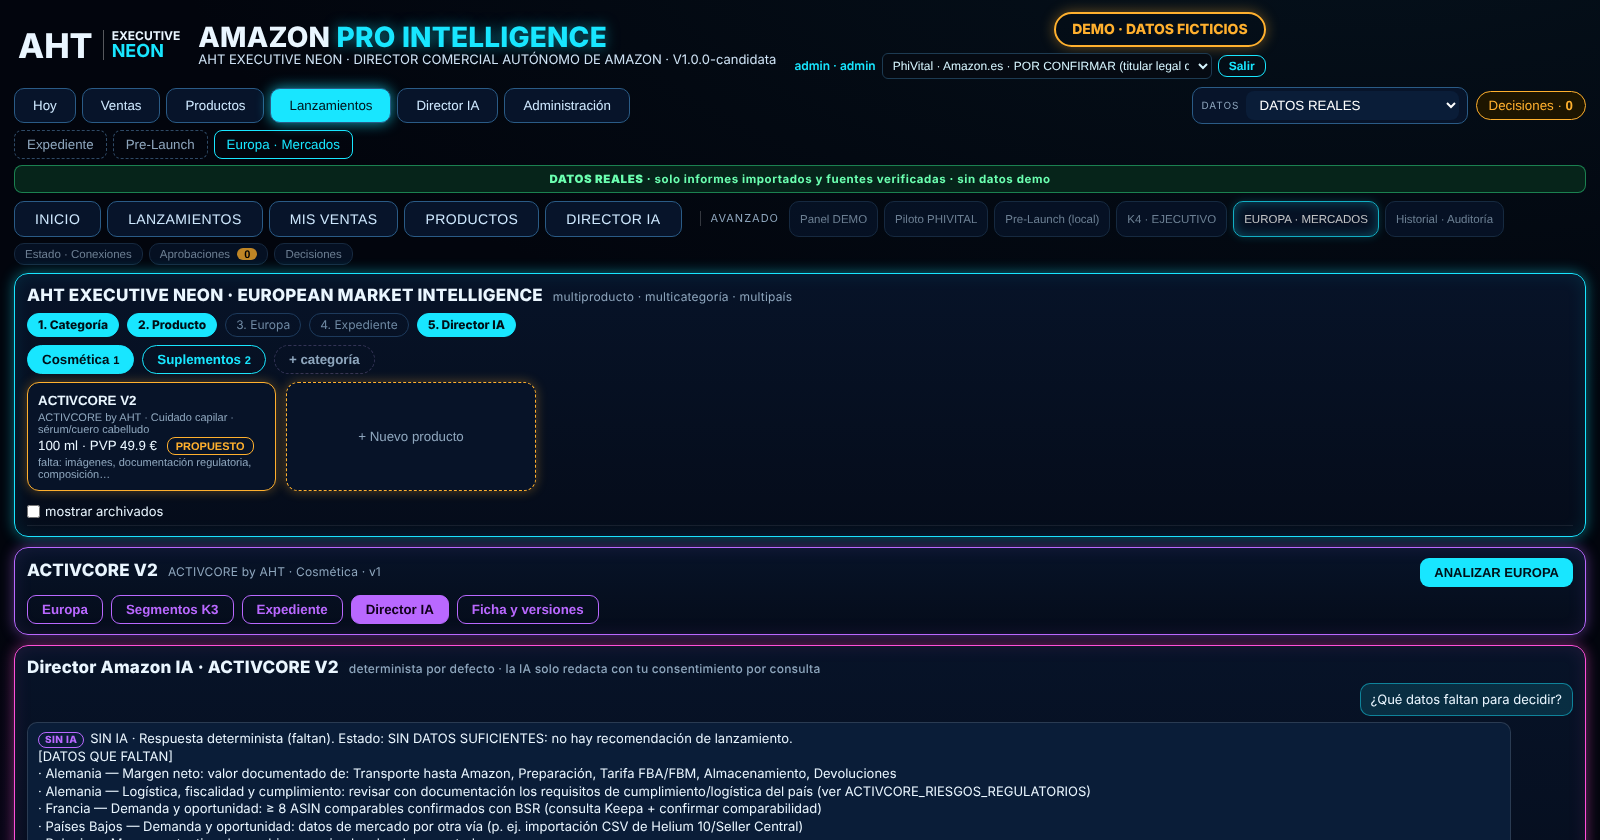 AHT EXECUTIVE NEON
AMAZON PRO INTELLIGENCE
AHT EXECUTIVE NEON · DIRECTOR COMERCIAL AUTÓNOMO DE AMAZON · V1.0.0-candidata
DEMO · DATOS FICTICIOS
admin · admin
PhiVital · Amazon.es · POR CONFIRMAR (titular legal
Salir
Hoy
Ventas
Productos
Lanzamientos
Director IA
Administración
DATOS DATOS REALES
Decisiones · 0
Expediente
Pre-Launch
Europa · Mercados
DATOS REALES · solo informes importados y fuentes verificadas · sin datos demo
INICIO
LANZAMIENTOS
MIS VENTAS
PRODUCTOS
DIRECTOR IA
AVANZADO
Panel DEMO
Piloto PHIVITAL
Pre-Launch (local)
K4 · EJECUTIVO
EUROPA · MERCADOS
Historial · Auditoría
Estado · Conexiones
Aprobaciones 0
Decisiones
AHT EXECUTIVE NEON · EUROPEAN MARKET INTELLIGENCE multiproducto · multicategoría · multipaís
1. Categoría
2. Producto
3. Europa
4. Expediente
5. Director IA
Cosmética 1
Suplementos 2
+ categoría
ACTIVCORE V2
ACTIVCORE by AHT · Cuidado capilar ·
sérum/cuero cabelludo
100 ml · PVP 49.9 € PROPUESTO
falta: imágenes, documentación regulatoria,
composición…
+ Nuevo producto
mostrar archivados
ACTIVCORE V2 ACTIVCORE by AHT · Cosmética · v1
ANALIZAR EUROPA
Europa
Segmentos K3
Expediente
Director IA
Ficha y versiones
Director Amazon IA · ACTIVCORE V2 determinista por defecto · la IA solo redacta con tu consentimiento por consulta
¿Qué datos faltan para decidir?
SIN IA SIN IA · Respuesta determinista (faltan). Estado: SIN DATOS SUFICIENTES: no hay recomendación de lanzamiento.
[DATOS QUE FALTAN]
· Alemania — Margen neto: valor documentado de: Transporte hasta Amazon, Preparación, Tarifa FBA/FBM, Almacenamiento, Devoluciones
· Alemania — Logística, fiscalidad y cumplimiento: revisar con documentación los requisitos de cumplimiento/logística del país (ver ACTIVCORE_RIESGOS_REGULATORIOS)
· Francia — Demanda y oportunidad: ≥ 8 ASIN comparables confirmados con BSR (consulta Keepa + confirmar comparabilidad)
· Países Bajos — Demanda y oportunidad: datos de mercado por otra vía (p. ej. importación CSV de Helium 10/Seller Central)